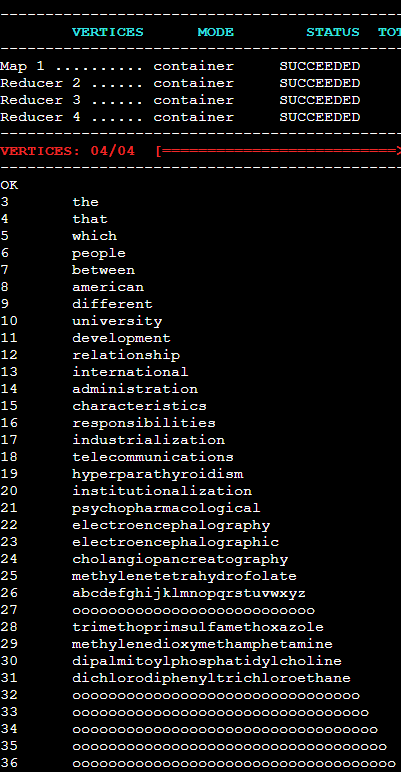 --------------------------------------------
VERTICES MODE STATUS TOT
--------------------------------------------
Map 1 .......... container SUCCEEDED
Reducer 2 ...... container SUCCEEDED
Reducer 3 ...... container SUCCEEDED
Reducer 4 ...... container SUCCEEDED
--------------------------------------------
VERTICES: 04/04 [==========================>
--------------------------------------------
OK
3 the
4 that
5 which
6 people
7 between
8 american
9 different
10 university
11 development
12 relationship
13 international
14 administration
15 characteristics
16 responsibilities
17 industrialization
18 telecommunications
19 hyperparathyroidism
20 institutionalization
21 psychopharmacological
22 electroencephalography
23 electroencephalographic
24 cholangiopancreatography
25 methylenetetrahydrofolate
26 abcdefghijklmnopqrstuvwxyz
27 ooooooooooooooooooooooooooo
28 trimethoprimsulfamethoxazole
29 methylenedioxymethamphetamine
30 dipalmitoylphosphatidylcholine
31 dichlorodiphenyltrichloroethane
32 oooooooooooooooooooooooooooooooo
33 ooooooooooooooooooooooooooooooooo
34 oooooooooooooooooooooooooooooooooo
35 ooooooooooooooooooooooooooooooooooo
36 oooooooooooooooooooooooooooooooooooo